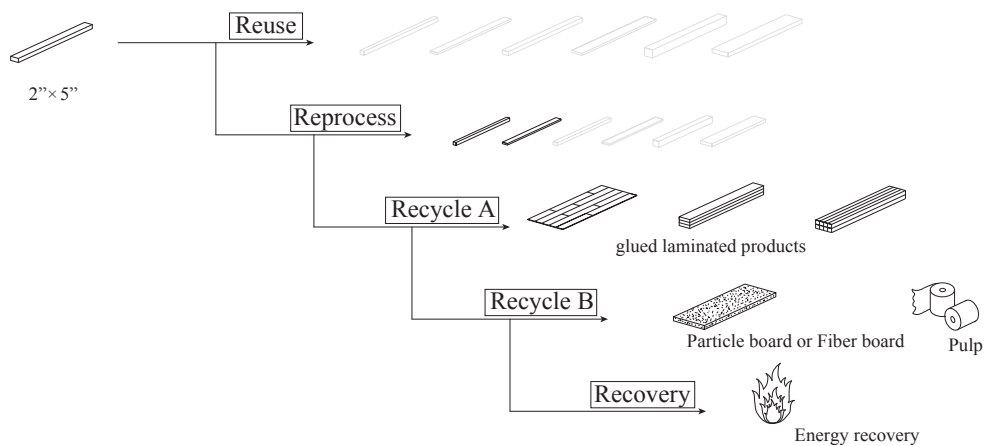 Reuse
2”× 5”
Reprocess
Recycle A
glued laminated products
Recycle B
Particle board or Fiber board
Pulp
Recovery
Energy recovery